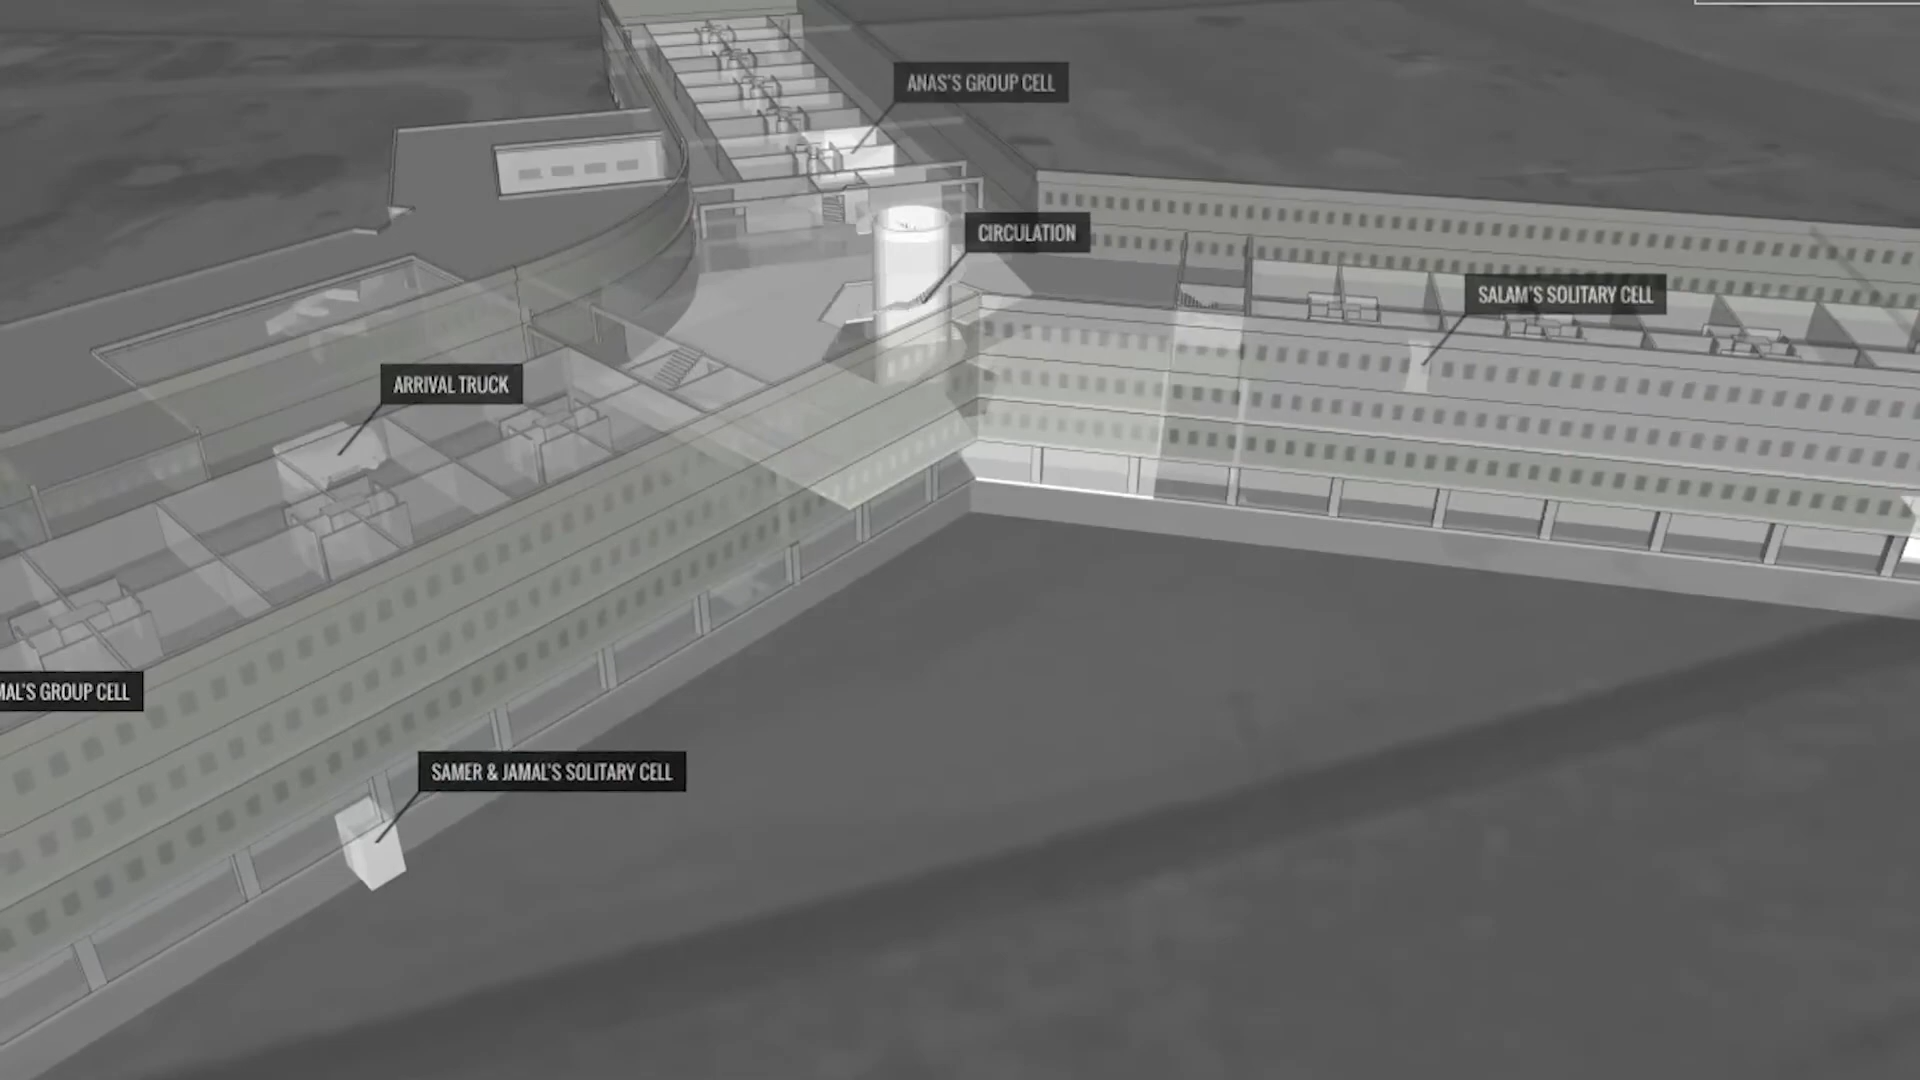 ANAS'S GROUP CELL
CIRCULATION
SALAM'S SOLITARY CELL
ARRIVAL TRUCK
MAL'S GROUP CELL
SAMER & JAMAL'S SOLITARY CELL